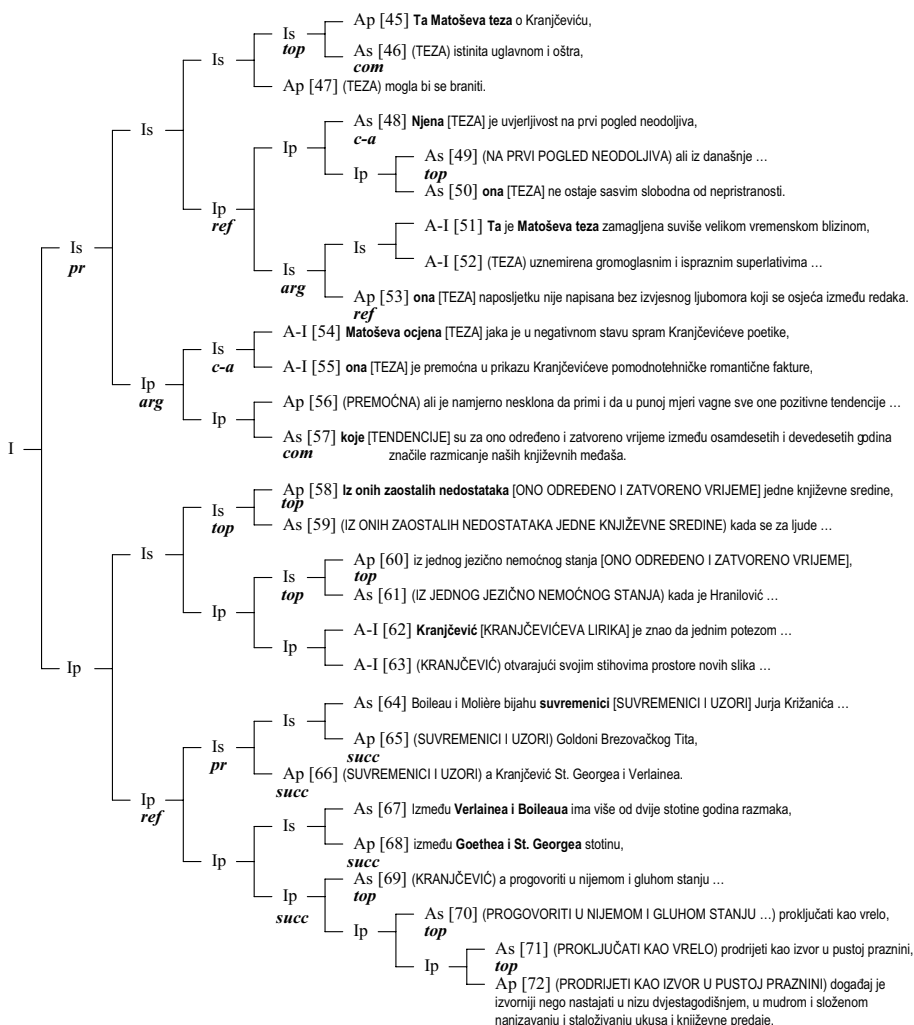 Ap [45] Ta Matoševa teza o Kranjčeviću,
Is
top
As [46] (TEZA) istinita uglavnom i oštra,
com
Is
Ap [47] (TEZA) mogla bi se braniti.
Is
As [48] Njena [TEZA] je uvjerljivost na prvi pogled neodoljiva,
c-a
Ip
As [49] (NA PRVI POGLED NEODOLJIVA) ali iz današnje …
top
Ip
As [50] ona [TEZA] ne ostaje sasvim slobodna od nepristranosti.
Ip
ref
A-I [51] Ta je Matoševa teza zamagljena suviše velikom vremenskom blizinom,
Is
A-I [52] (TEZA) uznemirena gromoglasnim i ispraznim superlativima …
Is
arg
Ap [53] ona [TEZA] naposljetku nije napisana bez izvjesnog ljubomora koji se osjeća između redaka.
ref
Is
pr
A-I [54] Matoševa ocjena [TEZA] jaka je u negativnom stavu spram Kranjčevićeve poetike,
Is
c-a
A-I [55] ona [TEZA] je premoćna u prikazu Kranjčevićeve pomodnotehničke romantične fakture,
Ip
arg
Ap [56] (PREMOĆNA) ali je namjerno nesklona da primi i da u punoj mjeri vagne sve one pozitivne tendencije …
Ip
As [57] koje [TENDENCIJE] su za ono određeno i zatvoreno vrijeme između osamdesetih i devedesetih godina
com
značile razmicanje naših književnih međaša.
I
Ap [58] Iz onih zaostalih nedostataka [ONO ODREĐENO I ZATVORENO VRIJEME] jedne književne sredine,
top
Is
top
As [59] (IZ ONIH ZAOSTALIH NEDOSTATAKA JEDNE KNJIŽEVNE SREDINE) kada se za ljude …
Is
Ap [60] iz jednog jezično nemoćnog stanja [ONO ODREĐENO I ZATVORENO VRIJEME],
top
Is
top
As [61] (IZ JEDNOG JEZIČNO NEMOĆNOG STANJA) kada je Hranilović …
Ip
A-I [62] Kranjčević [KRANJČEVIĆEVA LIRIKA] je znao da jednim potezom …
Ip
A-I [63] (KRANJČEVIĆ) otvarajući svojim stihovima prostore novih slika …
Ip
As [64] Boileau i Molière bijahu suvremenici [SUVREMENICI I UZORI] Jurja Križanića …
Is
Ap [65] (SUVREMENICI I UZORI) Goldoni Brezovačkog Tita,
succ
Is
pr
Ap [66] (SUVREMENICI I UZORI) a Kranjčević St. Georgea i Verlainea.
succ
Ip
ref
As [67] Između Verlainea i Boileaua ima više od dvije stotine godina razmaka,
Is
Ap [68] između Goethea i St. Georgea stotinu,
succ
Ip
As [69] (KRANJČEVIĆ) a progovoriti u nijemom i gluhom stanju …
top
Ip
succ
As [70] (PROGOVORITI U NIJEMOM I GLUHOM STANJU …) proključati kao vrelo,
top
Ip
As [71] (PROKLJUČATI KAO VRELO) prodrijeti kao izvor u pustoj praznini,
top
Ip
Ap [72] (PRODRIJETI KAO IZVOR U PUSTOJ PRAZNINI) događaj je
izvorniji nego nastajati u nizu dvjestagodišnjem, u mudrom i složenom
nanizavanju i staloživanju ukusa i književne predaje.